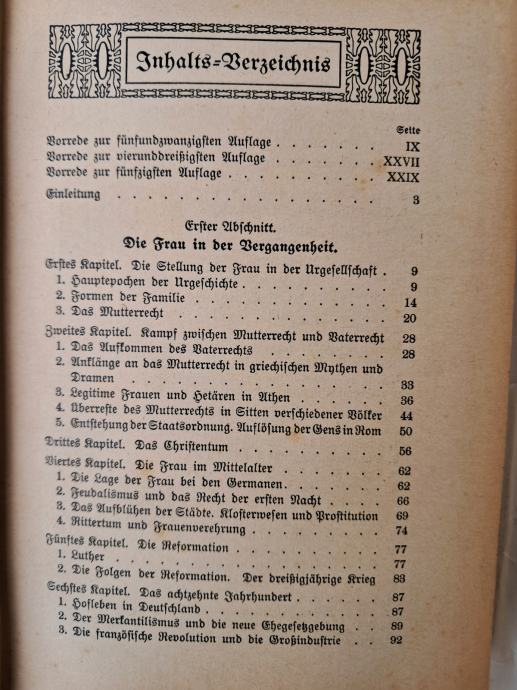 Inhalts-Verzeichnis
Seite
Vorrede zur fünfundzwanzigsten Auflage . . . . . . . IX
Vorrede zur vierunddreißigsten Auflage . . . . . . . XXVII
Vorrede zur fünfzigsten Auflage . . . . . . . . . . XXIX
Einleitung . . . . . . . . . . . . . . 3
Erster Abschnitt.
Die Frau in der Vergangenheit.
Erstes Kapitel. Die Stellung der Frau in der Urgesellschaft . 9
1. Hauptepochen der Urgeschichte . . . . . . . . . 9
2. Formen der Familie . . . . . . . . . . . . 14
3. Das Mutterrecht . . . . . . . . . . . . . 20
Zweites Kapitel. Kampf zwischen Mutterrecht und Vaterrecht 28
1. Das Aufkommen des Vaterrechts . . . . . . . . 28
2. Anklänge an das Mutterrecht in griechischen Mythen und
Dramen . . . . . . . . . . . . . . 33
3. Legitime Frauen und Hetären in Athen . . . . . . 36
4. Überreste des Mutterrechts in Sitten verschiedener Völker 44
5. Entstehung der Staatsordnung. Auflösung der Gens in Rom 50
Drittes Kapitel. Das Christentum . . . . . . . . . 56
Viertes Kapitel. Die Frau im Mittelalter . . . . . . . 62
1. Die Lage der Frau bei den Germanen. . . . . . . 62
2. Feudalismus und das Recht der ersten Nacht . . . . 66
3. Das Aufblühen der Städte. Klosterwesen und Prostitution 69
4. Rittertum und Frauenverehrung . . . . . . . . . 74
Fünftes Kapitel. Die Reformation . . . . . . . . . 77
1. Luther . . . . . . . . . . . . . . . 77
2. Die Folgen der Reformation. Der dreißigjährige Krieg 83
Sechstes Kapitel. Das achtzehnte Jahrhundert . . . . . 87
1. Hofleben in Deutschland . . . . . . . . . . . 87
2. Der Merkantilismus und die neue Ehegesetzgebung . . 89
3. Die französische Revolution und die Großindustrie . . 92